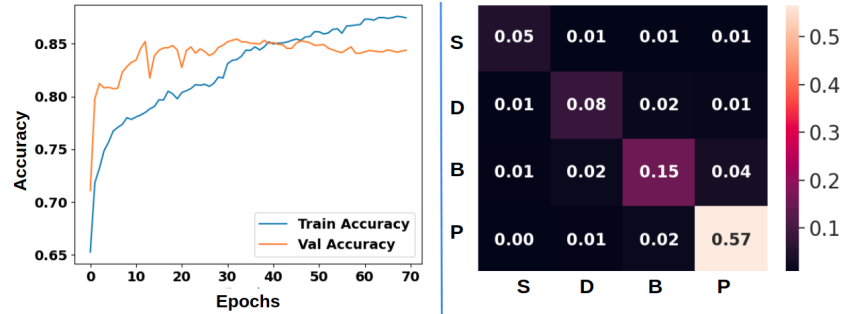 0.85
0.80
0.75
0.70
0.65
Accuracy
0 10 20 30 40 50 60 70
Epochs
Train Accuracy
Val Accuracy
S 0.05 0.01 0.01 0.01
D 0.01 0.08 0.02 0.01
B 0.01 0.02 0.15 0.04
P 0.00 0.01 0.02 0.57
S D B P
0.5
0.4
0.3
0.2
0.1